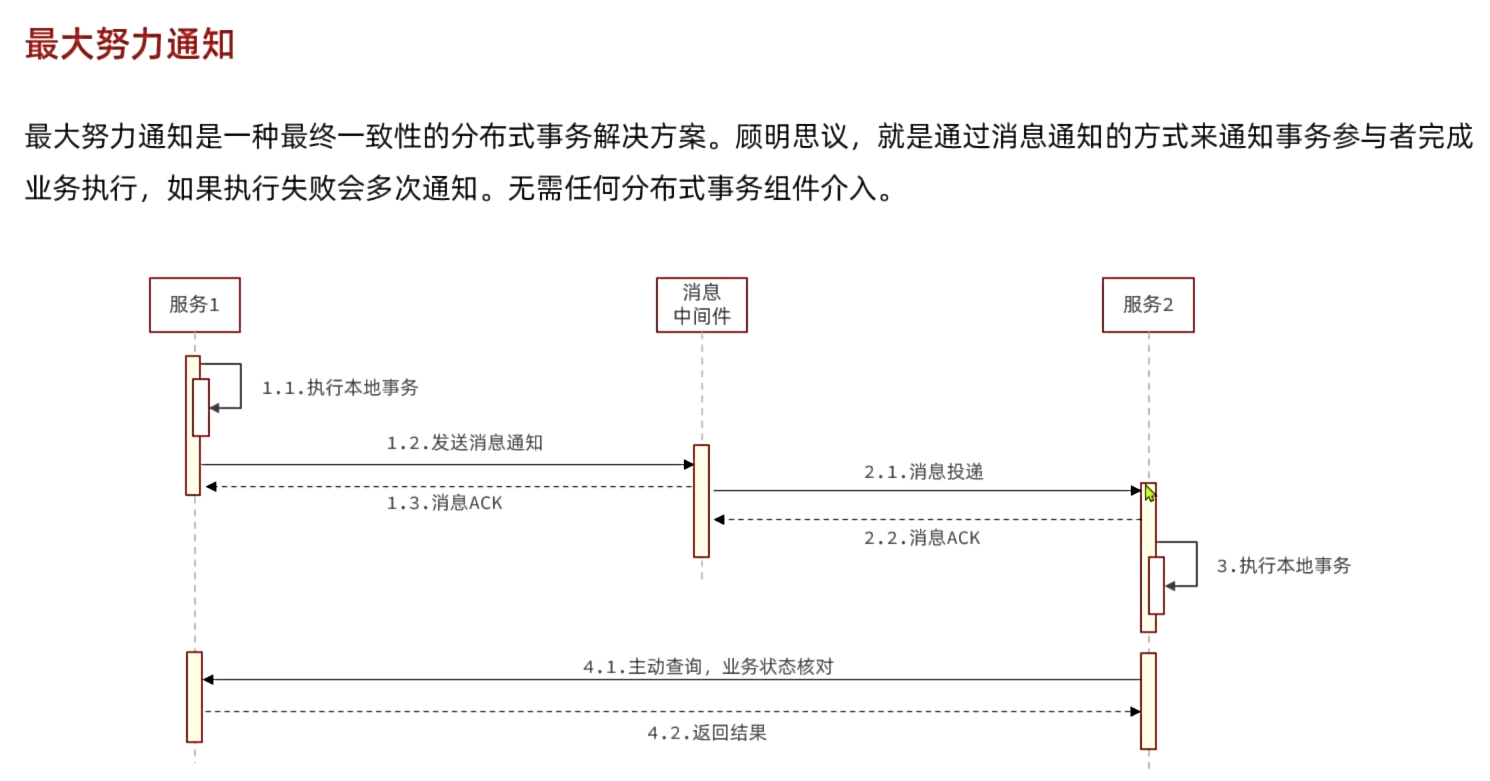 最大努力通知
最大努力通知是一种最终一致性的分布式事务解决方案。顾明思议，就是通过消息通知的方式来通知事务参与者完成
业务执行，如果执行失败会多次通知。无需任何分布式事务组件介入。
服务1
消息
中间件
服务2
1.1.执行本地事务
1.2.发送消息通知
2.1.消息投递
1.3.消息ACK
2.2.消息ACK
3.执行本地事务
4.1.主动查询，业务状态核对
4.2.返回结果